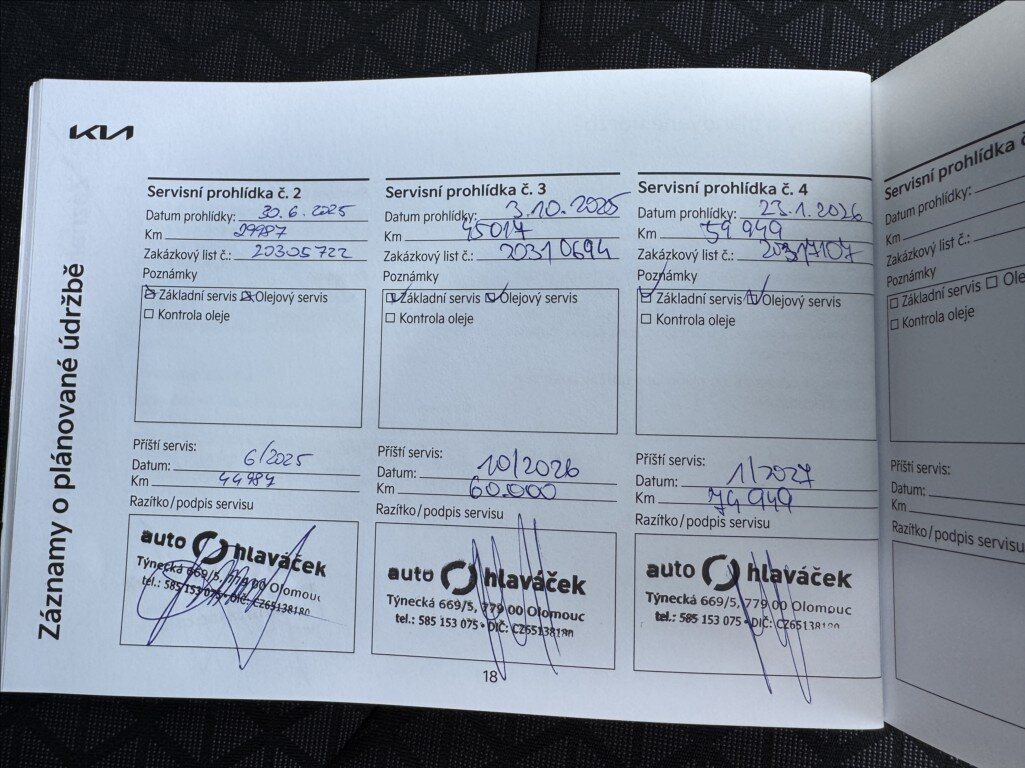 KIA
Záznamy o plánované údržbě
Servisní prohlídka č. 2
Datum prohlídky: 30.6.2025
Km 29987
Zakázkový list č.: 20305722
Poznámky
Základní servis Olejový servis
Kontrola oleje
Příští servis:
Datum: 6/2025
Km 44987
Razítko/podpis servisu
auto hlaváček
Týnecká 669/5, 779 00 Olomouc
tel.: 585 153 075 • DIČ: CZ65138180
Servisní prohlídka č. 3
Datum prohlídky: 3.10.2025
Km 45017
Zakázkový list č.: 20310694
Poznámky
Základní servis Olejový servis
Kontrola oleje
Příští servis:
Datum: 10/2026
Km 60.000
Razítko/podpis servisu
auto hlaváček
Týnecká 669/5, 779 00 Olomouc
tel.: 585 153 075 • DIČ: CZ65138180
Servisní prohlídka č. 4
Datum prohlídky: 23.1.2026
Km 59 949
Zakázkový list č.: 20317107
Poznámky
Základní servis Olejový servis
Kontrola oleje
Příští servis:
Datum: 1/2027
Km 74 949
Razítko/podpis servisu
auto hlaváček
Týnecká 669/5, 779 00 Olomouc
tel.: 585 153 075 • DIČ: CZ65138180
18
Servisní prohlídka č
Datum prohlídky:
Km
Zakázkový list č.:
Poznámky
Základní servis Ole
Kontrola oleje
Příští servis:
Datum:
Km
Razítko/podpis servisu